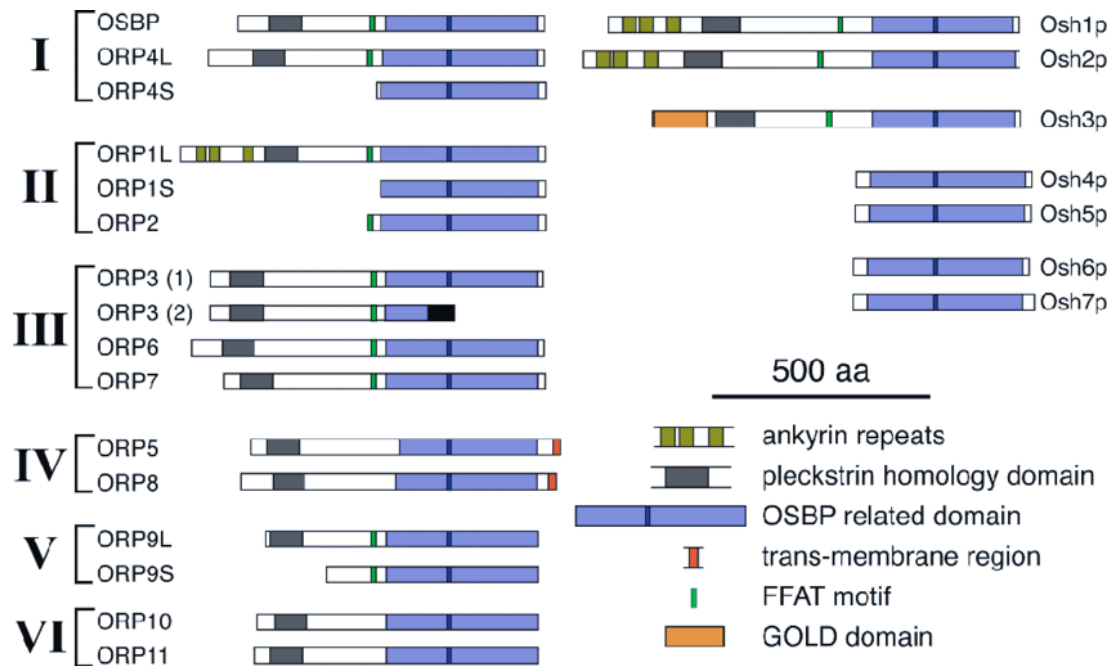 I
OSBP
ORP4L
ORP4S
II
ORP1L
ORP1S
ORP2
III
ORP3 (1)
ORP3 (2)
ORP6
ORP7
IV
ORP5
ORP8
V
ORP9L
ORP9S
VI
ORP10
ORP11
Osh1p
Osh2p
Osh3p
Osh4p
Osh5p
Osh6p
Osh7p
500 aa
ankyrin repeats
pleckstrin homology domain
OSBP related domain
trans-membrane region
FFAT motif
GOLD domain